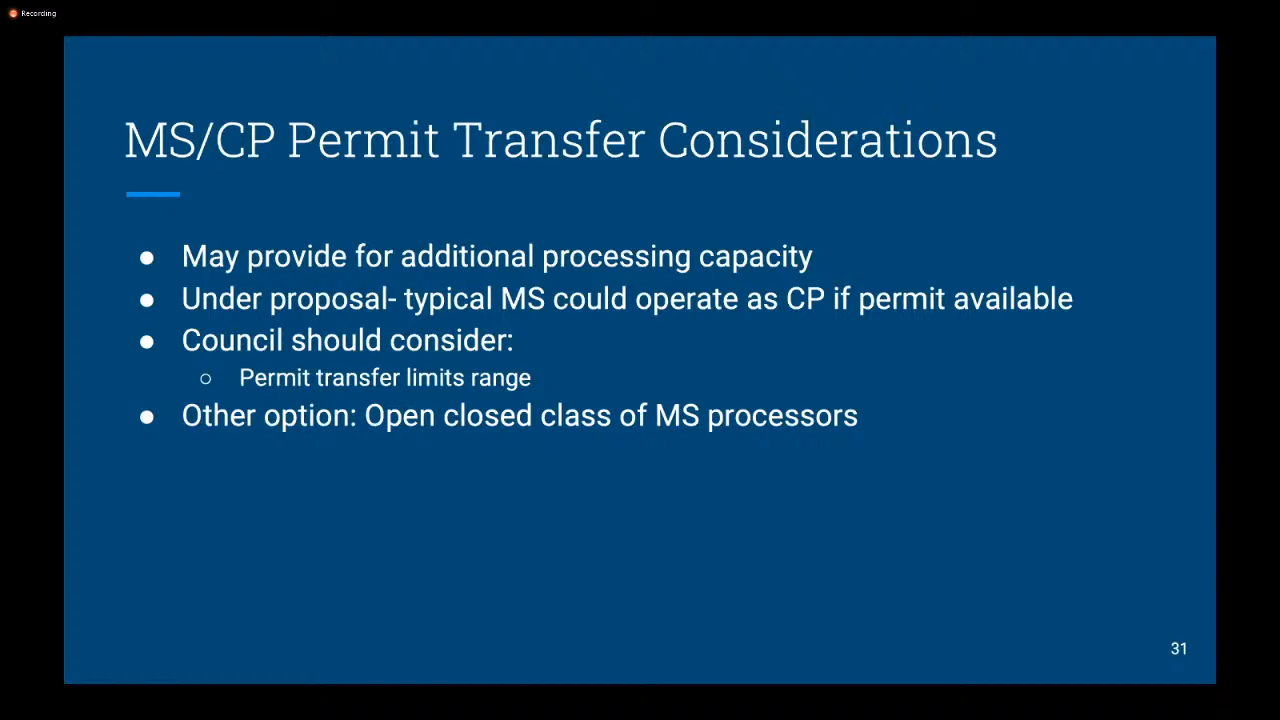 Recording
MS/CP Permit Transfer Considerations
● May provide for additional processing capacity
● Under proposal- typical MS could operate as CP if permit available
● Council should consider:
○ Permit transfer limits range
● Other option: Open closed class of MS processors
31